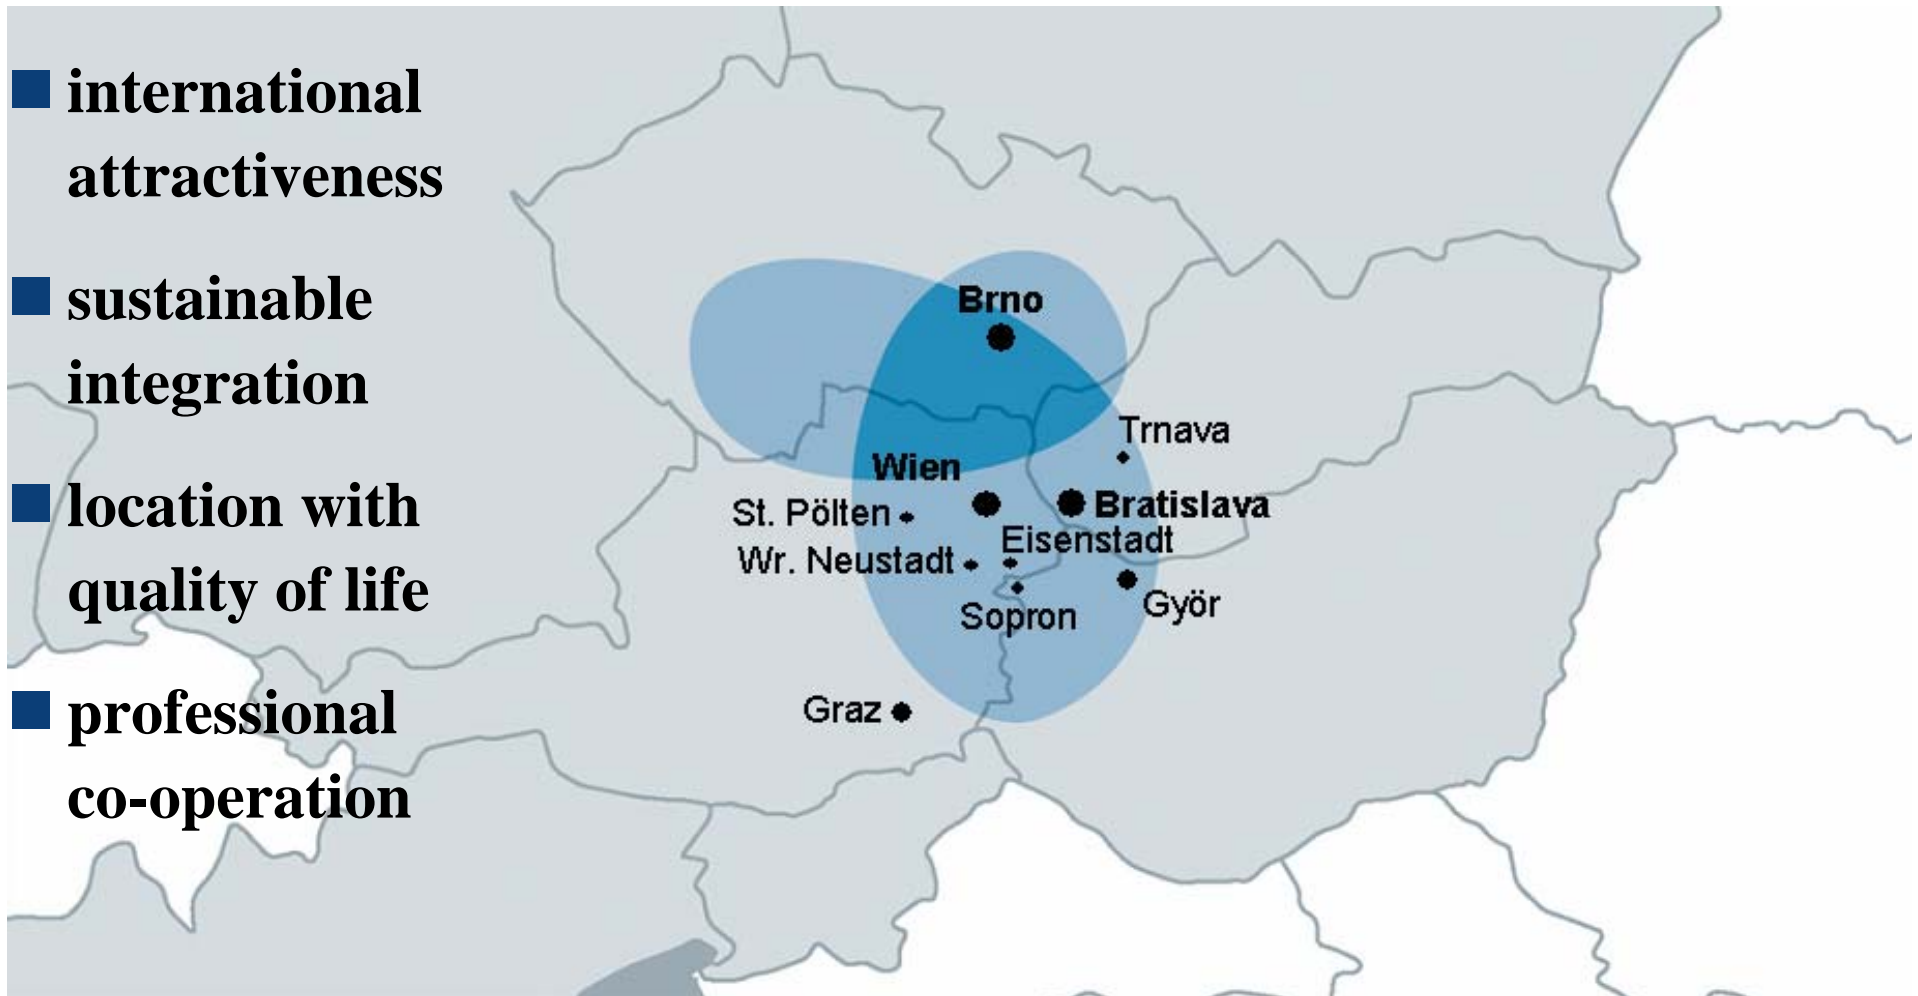 international
attractiveness
sustainable
integration
location with
quality of life
professional
co-operation
Brno
Trnava
Wien
St. Pölten
Bratislava
Eisenstadt
Wr. Neustadt
Sopron
Györ
Graz